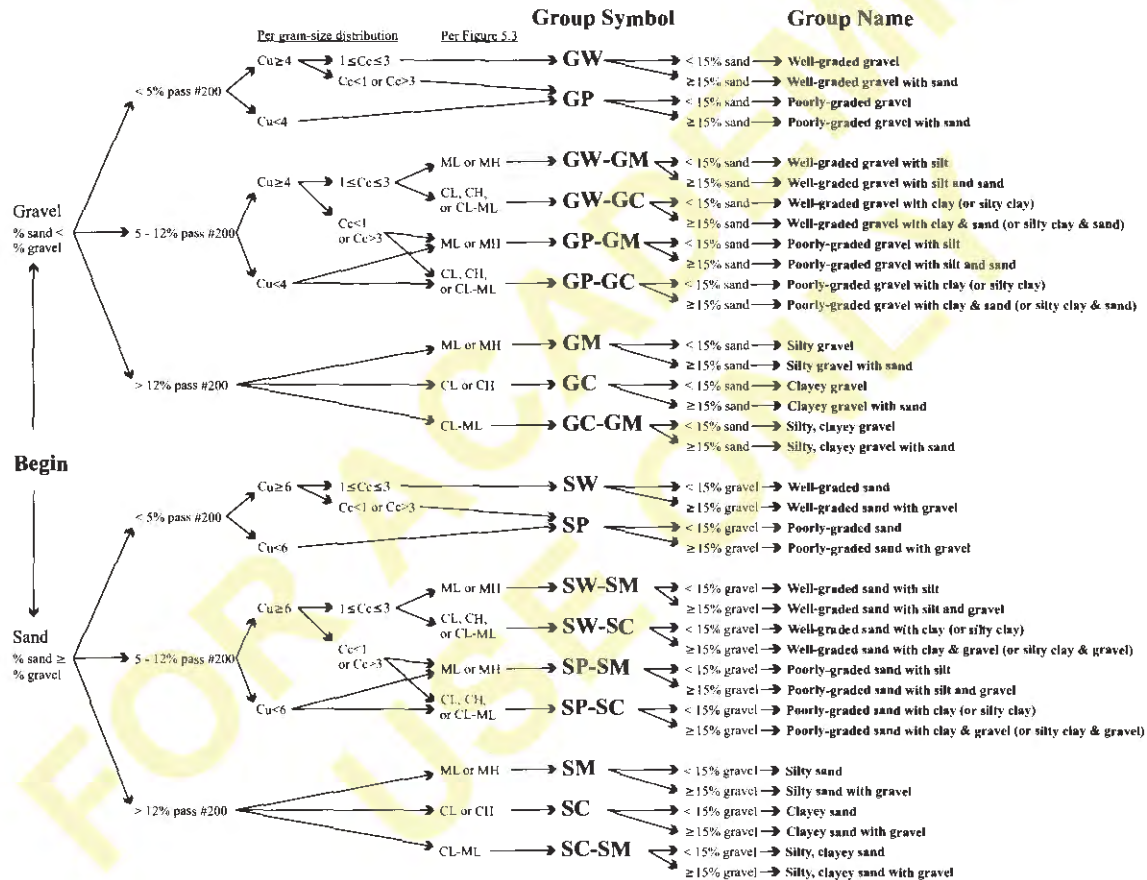 Group Symbol Group Name
Per gram-size distribution Per Figure 5.3
Cu≥4 1≤Cc≤3 GW < 15% sand Well-graded gravel
Cc<1 or Cc>3 ≥15% sand Well-graded gravel with sand
< 5% pass #200 GP < 15% sand Poorly-graded gravel
Cu<4 ≥15% sand Poorly-graded gravel with sand
ML or MH GW-GM < 15% sand Well-graded gravel with silt
Cu≥4 1≤Cc≤3 ≥15% sand Well-graded gravel with silt and sand
CL, CH, GW-GC < 15% sand Well-graded gravel with clay (or silty clay)
or CL-ML
Gravel Cc<1 ≥15% sand Well-graded gravel with clay & sand (or silty clay & sand)
% sand < 5 - 12% pass #200 or Cc>3 ML or MH GP-GM < 15% sand Poorly-graded gravel with silt
% gravel ≥15% sand Poorly-graded gravel with silt and sand
Cu<4 CL, CH, GP-GC < 15% sand Poorly-graded gravel with clay (or silty clay)
or CL-ML ≥15% sand Poorly-graded gravel with clay & sand (or silty clay & sand)
ML or MH GM < 15% sand Silty gravel
≥15% sand Silty gravel with sand
> 12% pass #200 CL or CH GC < 15% sand Clayey gravel
≥15% sand Clayey gravel with sand
CL-ML GC-GM < 15% sand Silty, clayey gravel
≥15% sand Silty, clayey gravel with sand
Begin
Cu≥6 1≤Cc≤3 SW < 15% gravel Well-graded sand
Cc<1 or Cc>3 ≥15% gravel Well-graded sand with gravel
< 5% pass #200 SP < 15% gravel Poorly-graded sand
Cu<6 ≥15% gravel Poorly-graded sand with gravel
ML or MH SW-SM < 15% gravel Well-graded sand with silt
Cu≥6 1≤Cc≤3 ≥15% gravel Well-graded sand with silt and gravel
CL, CH, SW-SC < 15% gravel Well-graded sand with clay (or silty clay)
or CL-ML
Sand Cc<1 ≥15% gravel Well-graded sand with clay & gravel (or silty clay & gravel)
% sand ≥ 5 - 12% pass #200 or Cc>3 ML or MH SP-SM < 15% gravel Poorly-graded sand with silt
% gravel ≥15% gravel Poorly-graded sand with silt and gravel
Cu<6 CL, CH, SP-SC < 15% gravel Poorly-graded sand with clay (or silty clay)
or CL-ML ≥15% gravel Poorly-graded sand with clay & gravel (or silty clay & gravel)
ML or MH SM < 15% gravel Silty sand
≥15% gravel Silty sand with gravel
> 12% pass #200 CL or CH SC < 15% gravel Clayey sand
≥15% gravel Clayey sand with gravel
CL-ML SC-SM < 15% gravel Silty, clayey sand
≥15% gravel Silty, clayey sand with gravel
FOR ACADEM
USE ONLY